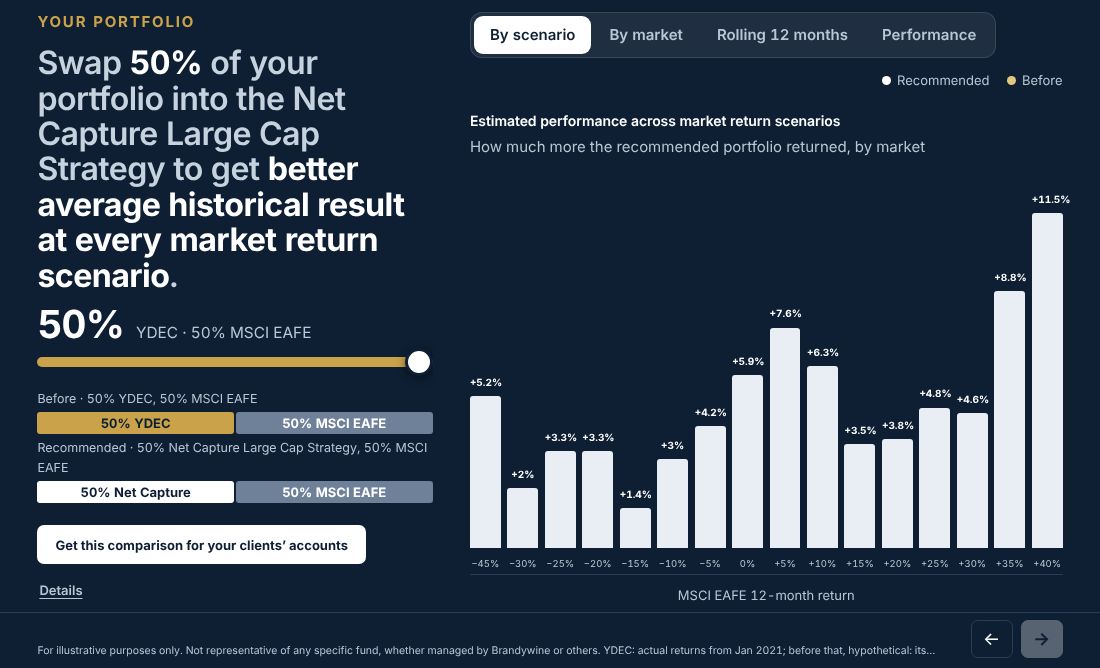 YOUR PORTFOLIO
Swap 50% of your
portfolio into the Net
Capture Large Cap
Strategy to get better
average historical result
at every market return
scenario.
50% YDEC · 50% MSCI EAFE
Before · 50% YDEC, 50% MSCI EAFE
50% YDEC 50% MSCI EAFE
Recommended · 50% Net Capture Large Cap Strategy, 50% MSCI
EAFE
50% Net Capture 50% MSCI EAFE
Get this comparison for your clients’ accounts
Details
By scenario By market Rolling 12 months Performance
Recommended Before
Estimated performance across market return scenarios
How much more the recommended portfolio returned, by market
+5.2% +2% +3.3% +3.3% +1.4% +3% +4.2% +5.9% +7.6% +6.3% +3.5% +3.8% +4.8% +4.6% +8.8% +11.5%
−45% −30% −25% −20% −15% −10% −5% 0% +5% +10% +15% +20% +25% +30% +35% +40%
MSCI EAFE 12-month return
For illustrative purposes only. Not representative of any specific fund, whether managed by Brandywine or others. YDEC: actual returns from Jan 2021; before that, hypothetical: its…
← →